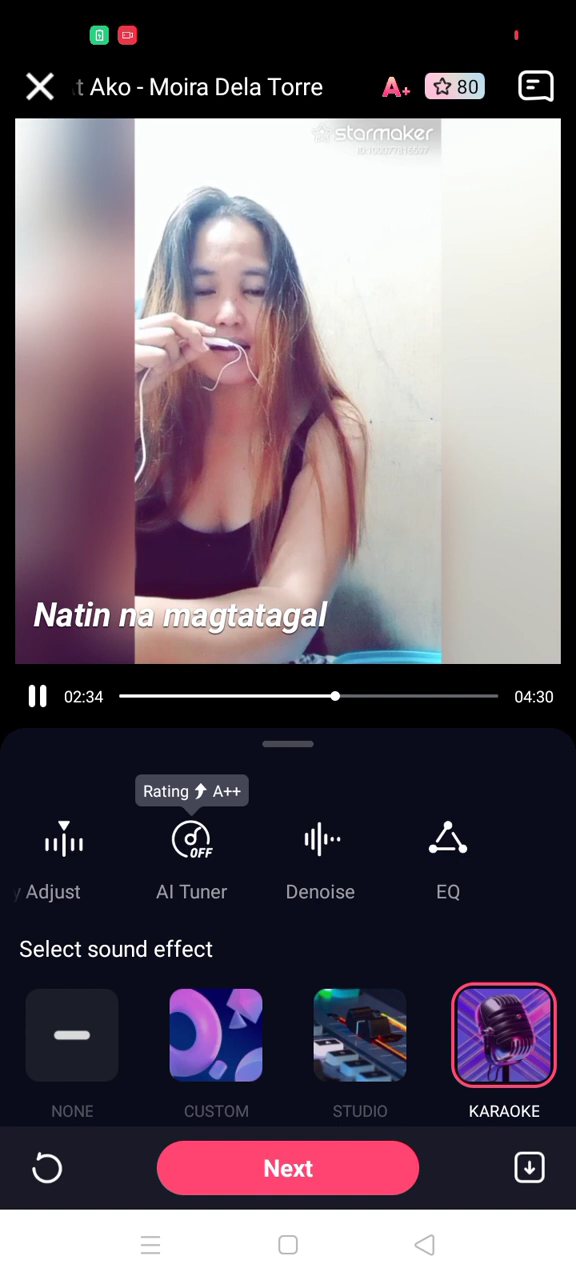 t Ako - Moira Dela Torre
A+
80
starmaker
Natin na magtatagal
02:34
04:30
Rating A++
OFF
y Adjust
AI Tuner
Denoise
EQ
Select sound effect
NONE
CUSTOM
STUDIO
KARAOKE
Next